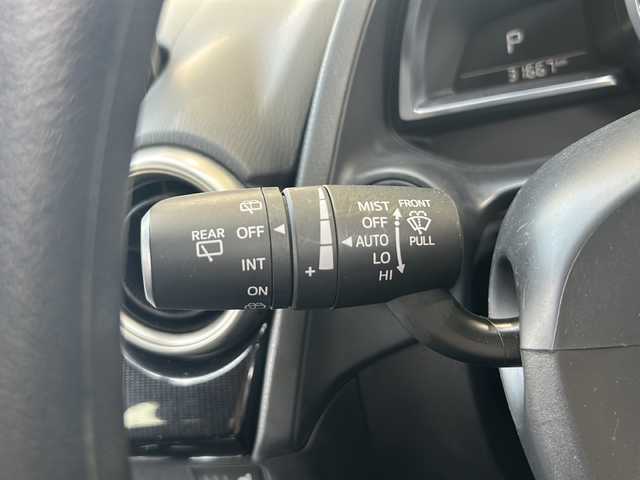 P
31667
REAR
OFF
INT
ON
+
MIST
OFF
AUTO
LO
HI
FRONT
PULL